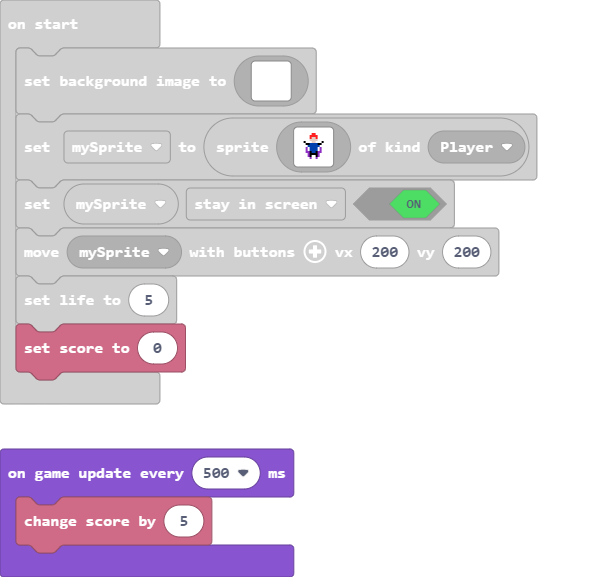 on start
set background image to
set mySprite to sprite of kind Player
set mySprite stay in screen ON
move mySprite with buttons vx 200 vy 200
set life to 5
set score to 0
on game update every 500 ms
change score by 5